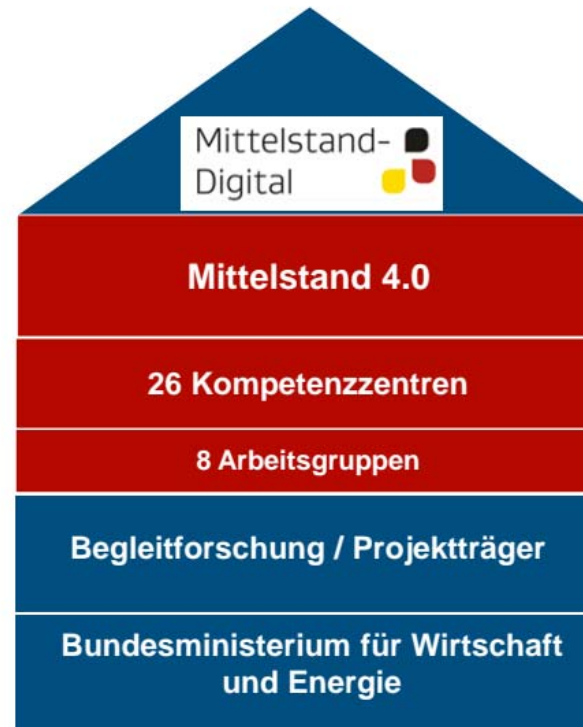 Mittelstand-
Digital
Mittelstand 4.0
26 Kompetenzzentren
8 Arbeitsgruppen
Begleitforschung / Projektträger
Bundesministerium für Wirtschaft
und Energie